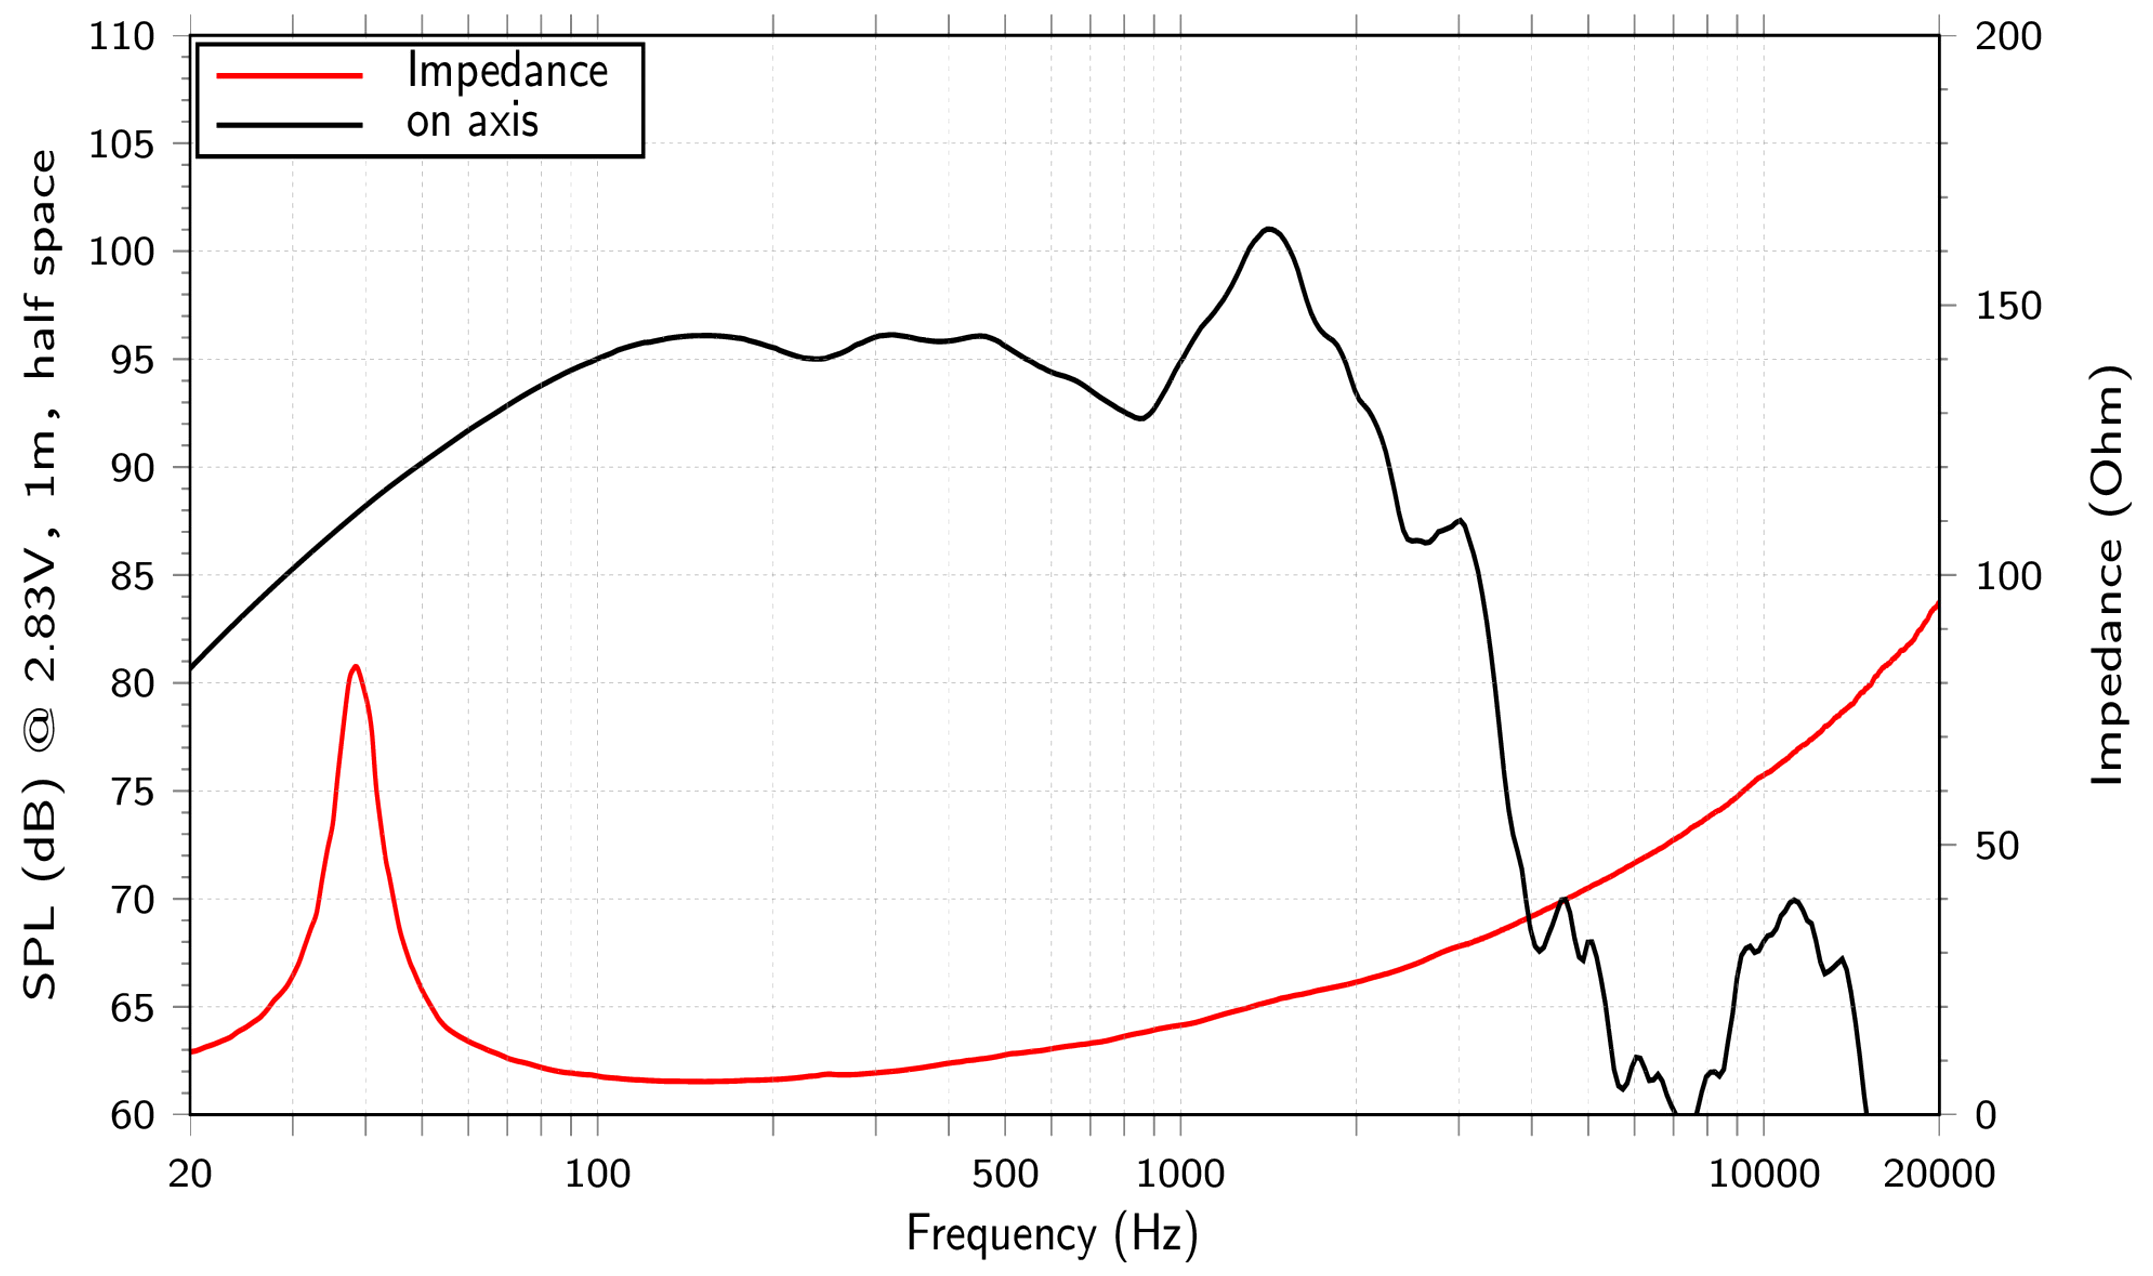 Impedance
on axis
SPL (dB) @ 2.83V, 1m, half space
110
105
100
95
90
85
80
75
70
65
60
200
150
100
50
0
Impedance (Ohm)
20 100 500 1000 10000 20000
Frequency (Hz)